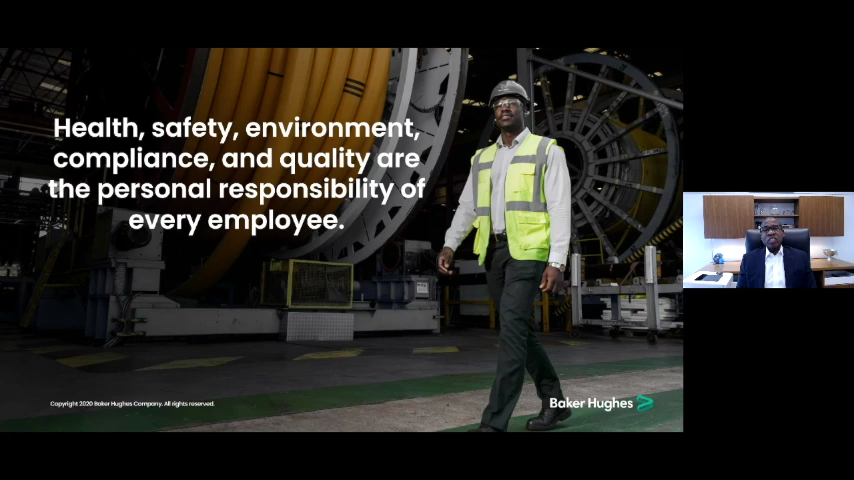 Health, safety, environment,
compliance, and quality are
the personal responsibility of
every employee.
Copyright 2020 Baker Hughes Company. All rights reserved.
Baker Hughes